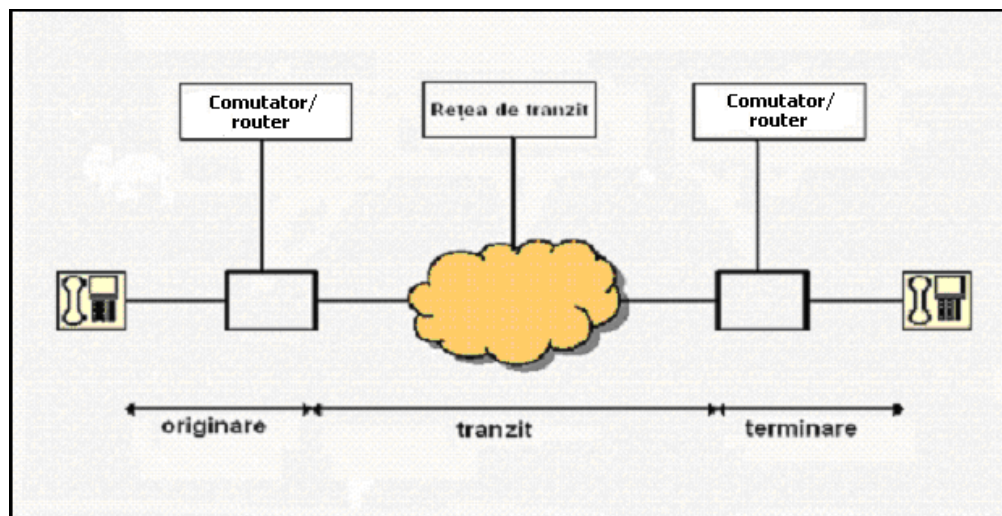 Comutator/
router
Rețea de tranzit
Comutator/
router
originare
tranzit
terminare